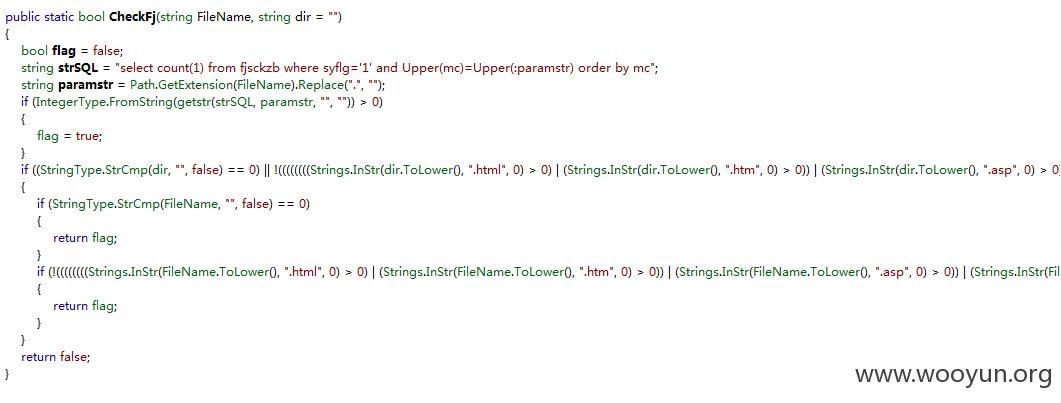 public static bool CheckFj(string FileName, string dir = "")
{
bool flag = false;
string strSQL = "select count(1) from fjsckzb where syflg='1' and Upper(mc)=Upper(:paramstr) order by mc";
string paramstr = Path.GetExtension(FileName).Replace(".", "");
if (IntegerType.FromString(getstr(strSQL, paramstr, "", "")) > 0)
{
flag = true;
}
if ((StringType.StrCmp(dir, "", false) == 0) || !((((((((Strings.InStr(dir.ToLower(), ".html", 0) > 0) | (Strings.InStr(dir.ToLower(), ".htm", 0) > 0)) | (Strings.InStr(dir.ToLower(), ".asp", 0) > 0)
{
if (StringType.StrCmp(FileName, "", false) == 0)
{
return flag;
}
if (!((((((((Strings.InStr(FileName.ToLower(), ".html", 0) > 0) | (Strings.InStr(FileName.ToLower(), ".htm", 0) > 0)) | (Strings.InStr(FileName.ToLower(), ".asp", 0) > 0)) | (Strings.InStr(Fil
{
return flag;
}
}
return false;
}
www.wooyun.org